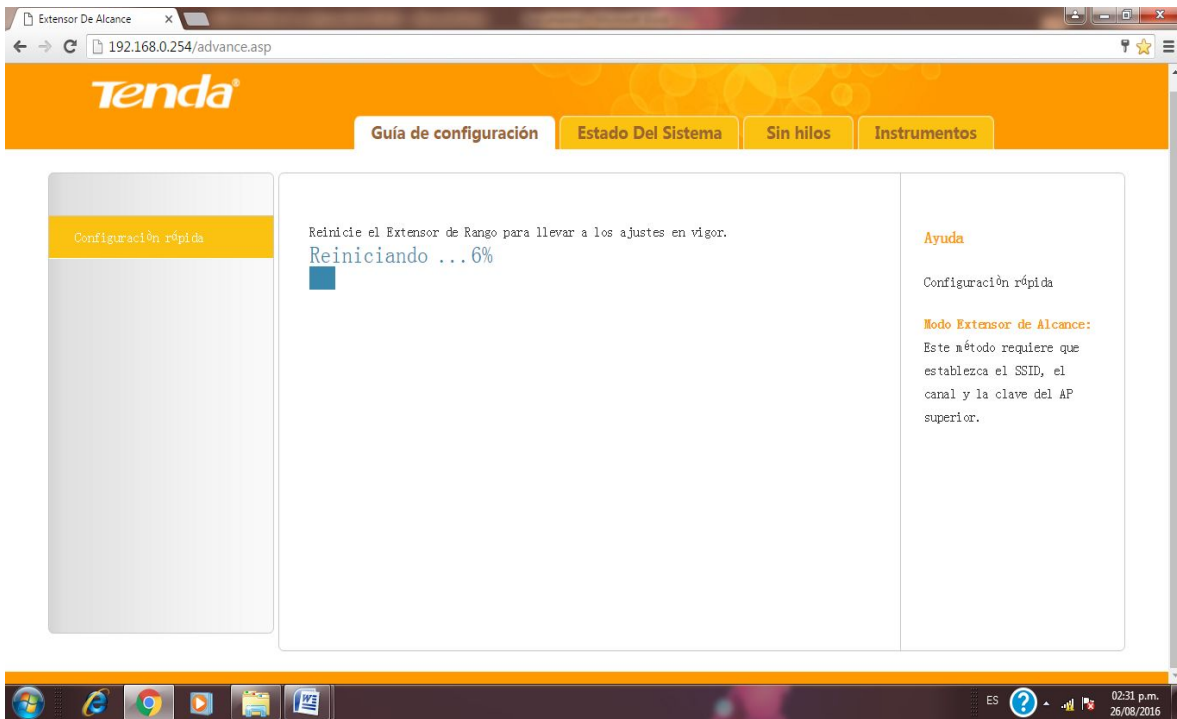 Extensor De Alcance
192.168.0.254/advance.asp
Tenda®
Guía de configuración
Estado Del Sistema
Sin hilos
Instrumentos
Configuraciòn rápida
Reinicie el Extensor de Rango para llevar a los ajustes en vigor.
Reiniciando ...6%
Ayuda
Configuraciòn rápida
Modo Extensor de Alcance:
Este método requiere que
establezca el SSID, el
canal y la clave del AP
superior.
ES
02:31 p.m.
26/08/2016